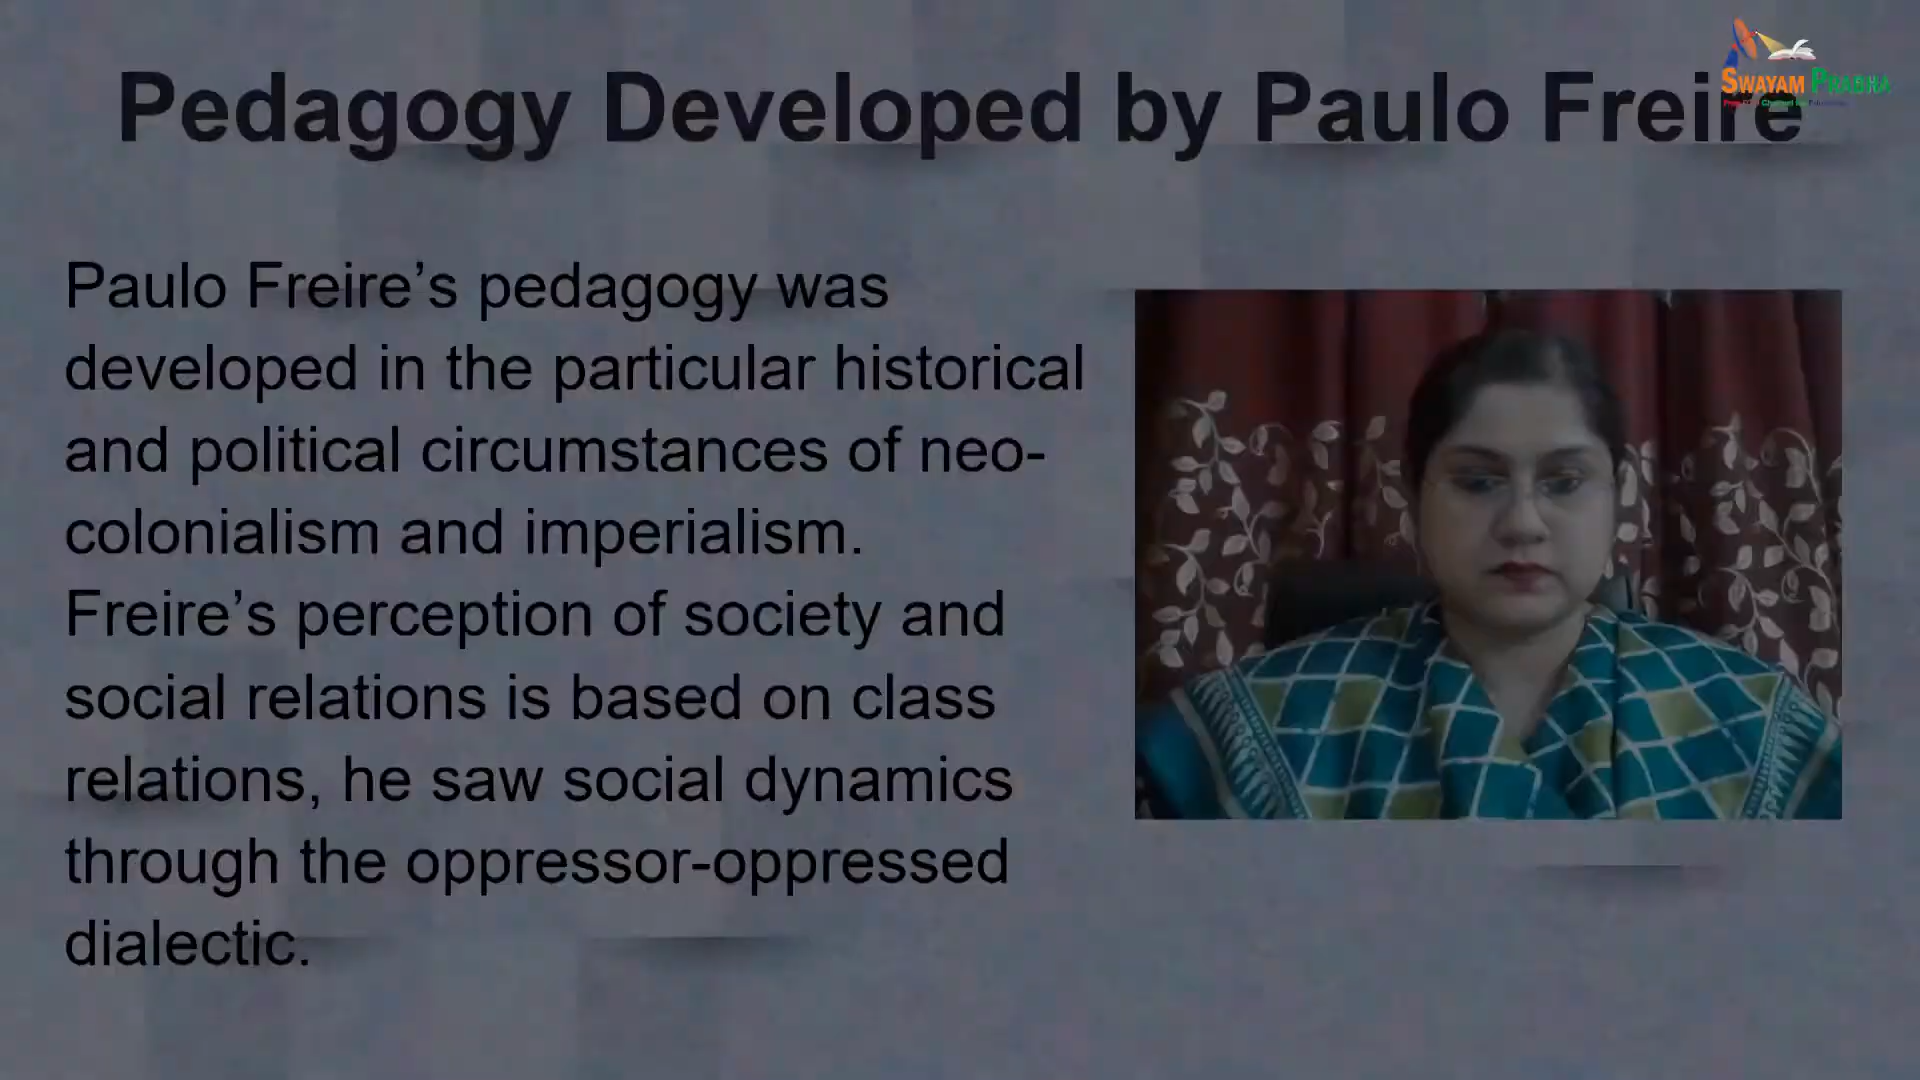 Pedagogy Developed by Paulo Freire
SWAYAM PRABHA
Paulo Freire’s pedagogy was
developed in the particular historical
and political circumstances of neo-
colonialism and imperialism.
Freire’s perception of society and
social relations is based on class
relations, he saw social dynamics
through the oppressor-oppressed
dialectic.